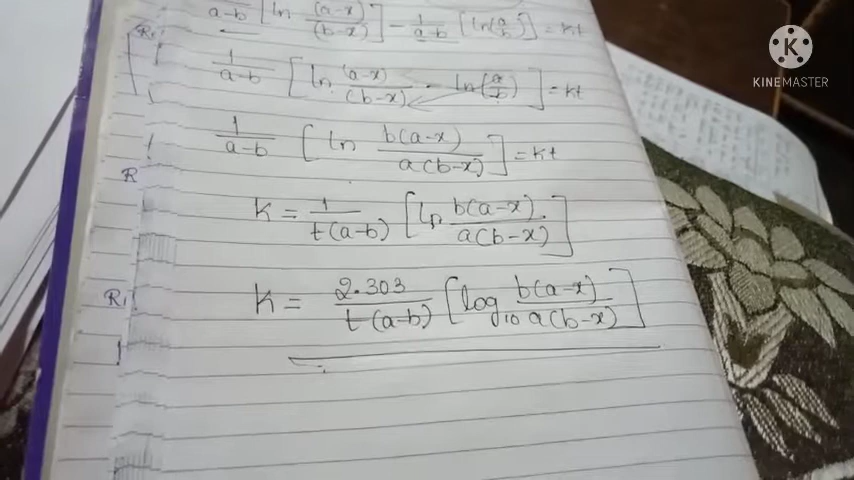 1/(a-b) [ln (a-x)/(b-x)] - 1/(a-b) [ln(a/b)] = kt
1/(a-b) [ln (a-x)/(b-x) - ln(a/b)] = kt
1/(a-b) [ln b(a-x)/a(b-x)] = kt
K = 1/t(a-b) [ln b(a-x)/a(b-x)]
K = 2.303/t(a-b) [log₁₀ b(a-x)/a(b-x)]
K
KINEMASTER